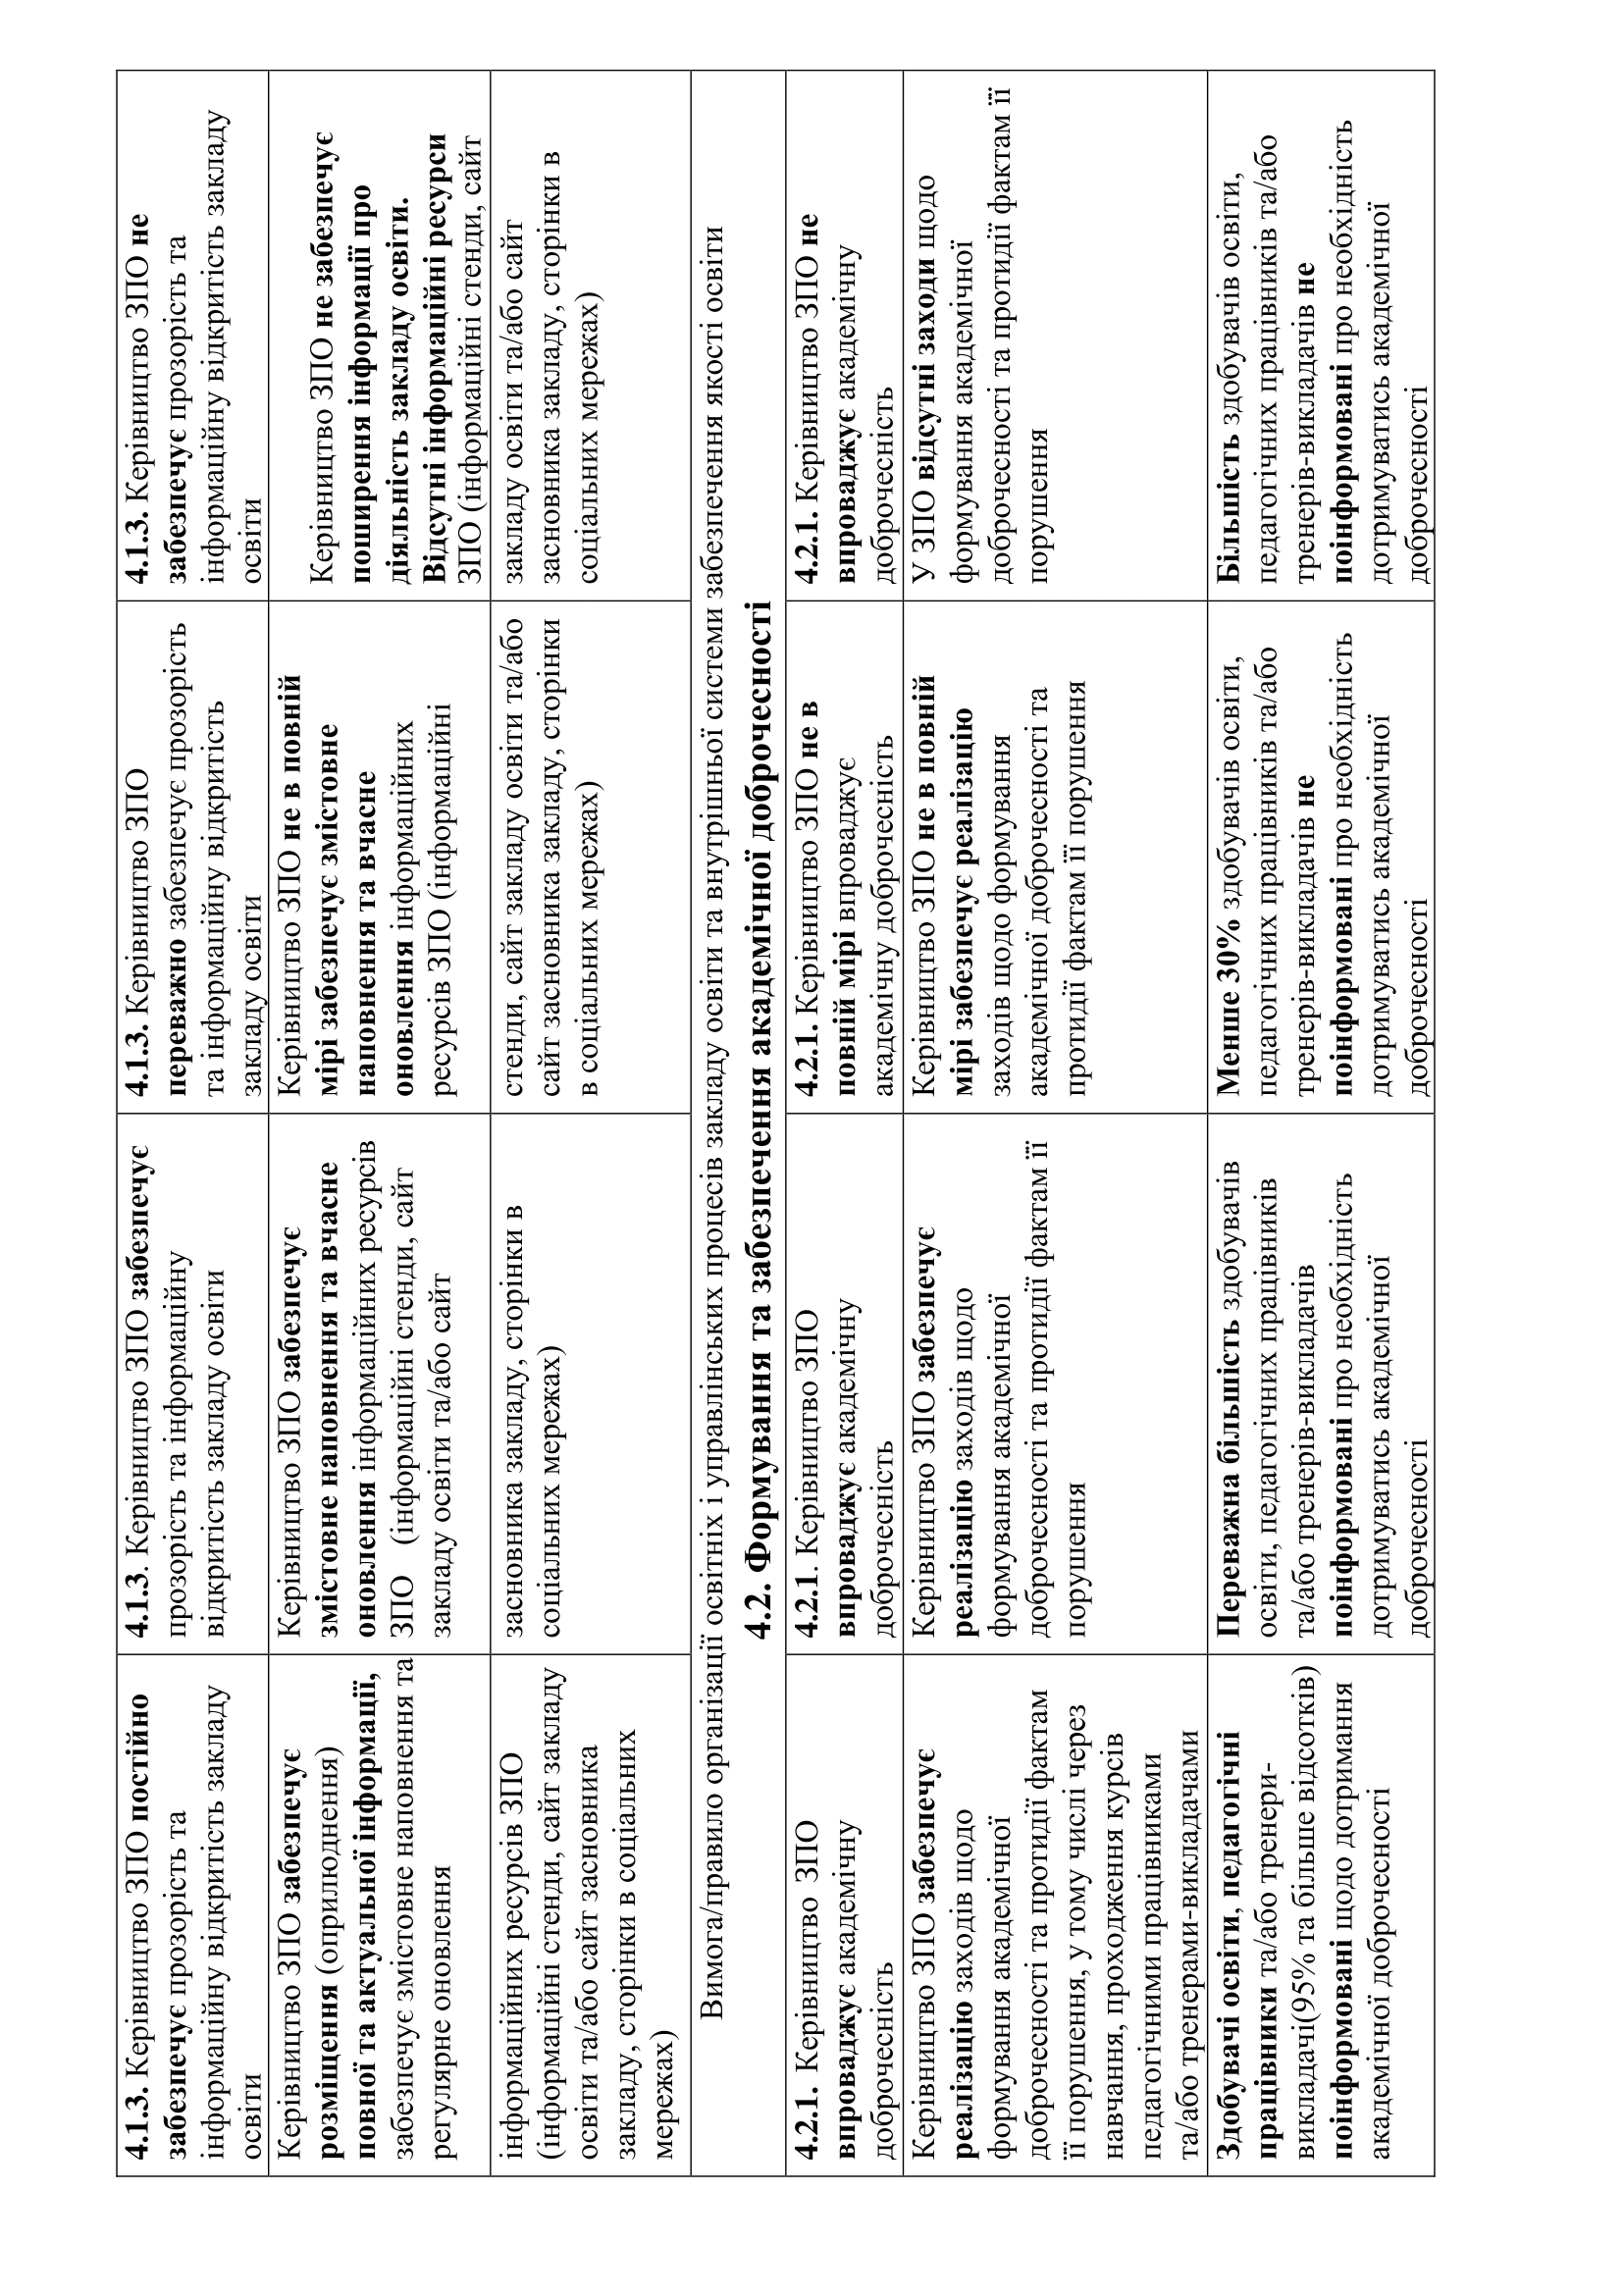 4.1.3. Керівництво ЗПО постійно
забезпечує прозорість та
інформаційну відкритість закладу
освіти
4.1.3. Керівництво ЗПО забезпечує
прозорість та інформаційну
відкритість закладу освіти
4.1.3. Керівництво ЗПО
переважно забезпечує прозорість
та інформаційну відкритість
закладу освіти
4.1.3. Керівництво ЗПО не
забезпечує прозорість та
інформаційну відкритість закладу
освіти
Керівництво ЗПО забезпечує
розміщення (оприлюднення)
повної та актуальної інформації,
забезпечує змістовне наповнення та
регулярне оновлення
Керівництво ЗПО забезпечує
змістовне наповнення та вчасне
оновлення інформаційних ресурсів
ЗПО (інформаційні стенди, сайт
закладу освіти та/або сайт
Керівництво ЗПО не в повній
мірі забезпечує змістовне
наповнення та вчасне
оновлення інформаційних
ресурсів ЗПО (інформаційні
Керівництво ЗПО не забезпечує
поширення інформації про
діяльність закладу освіти.
Відсутні інформаційні ресурси
ЗПО (інформаційні стенди, сайт
інформаційних ресурсів ЗПО
(інформаційні стенди, сайт закладу
освіти та/або сайт засновника
закладу, сторінки в соціальних
мережах)
засновника закладу, сторінки в
соціальних мережах)
стенди, сайт закладу освіти та/або
сайт засновника закладу, сторінки
в соціальних мережах)
закладу освіти та/або сайт
засновника закладу, сторінки в
соціальних мережах)
Вимога/правило організації освітніх і управлінських процесів закладу освіти та внутрішньої системи забезпечення якості освіти
4.2. Формування та забезпечення академічної доброчесності
4.2.1. Керівництво ЗПО
впроваджує академічну
доброчесність
4.2.1. Керівництво ЗПО
впроваджує академічну
доброчесність
4.2.1. Керівництво ЗПО не в
повній мірі впроваджує
академічну доброчесність
4.2.1. Керівництво ЗПО не
впроваджує академічну
доброчесність
Керівництво ЗПО забезпечує
реалізацію заходів щодо
формування академічної
доброчесності та протидії фактам
її порушення, у тому числі через
навчання, проходження курсів
педагогічними працівниками
та/або тренерами-викладачами
Керівництво ЗПО забезпечує
реалізацію заходів щодо
формування академічної
доброчесності та протидії фактам її
порушення
Керівництво ЗПО не в повній
мірі забезпечує реалізацію
заходів щодо формування
академічної доброчесності та
протидії фактам її порушення
У ЗПО відсутні заходи щодо
формування академічної
доброчесності та протидії фактам її
порушення
Здобувачі освіти, педагогічні
працівники та/або тренери-
викладачі(95% та більше відсотків)
поінформовані щодо дотримання
академічної доброчесності
Переважна більшість здобувачів
освіти, педагогічних працівників
та/або тренерів-викладачів
поінформовані про необхідність
дотримуватись академічної
доброчесності
Менше 30% здобувачів освіти,
педагогічних працівників та/або
тренерів-викладачів не
поінформовані про необхідність
дотримуватись академічної
доброчесності
Більшість здобувачів освіти,
педагогічних працівників та/або
тренерів-викладачів не
поінформовані про необхідність
дотримуватись академічної
доброчесності